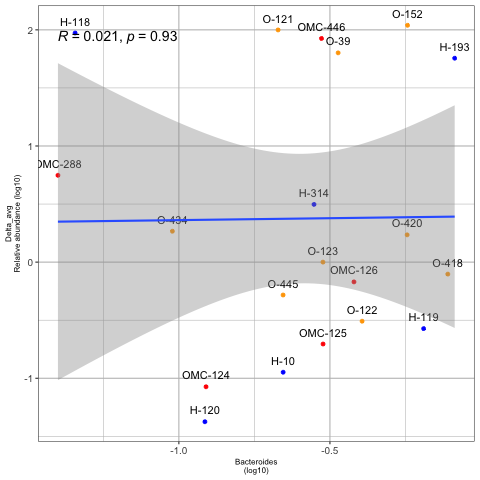 O-152
O-121
H-118
OMC-446
R = 0.021, p = 0.93
O-39
H-193
2
1
OMC-288
H-314
O-434
O-420
0
O-123
O-418
OMC-126
O-445
O-122
H-119
OMC-125
H-10
-1
OMC-124
H-120
-1.0
-0.5
Bacteroides
(log10)
Delta_avg
Relative abundance (log10)